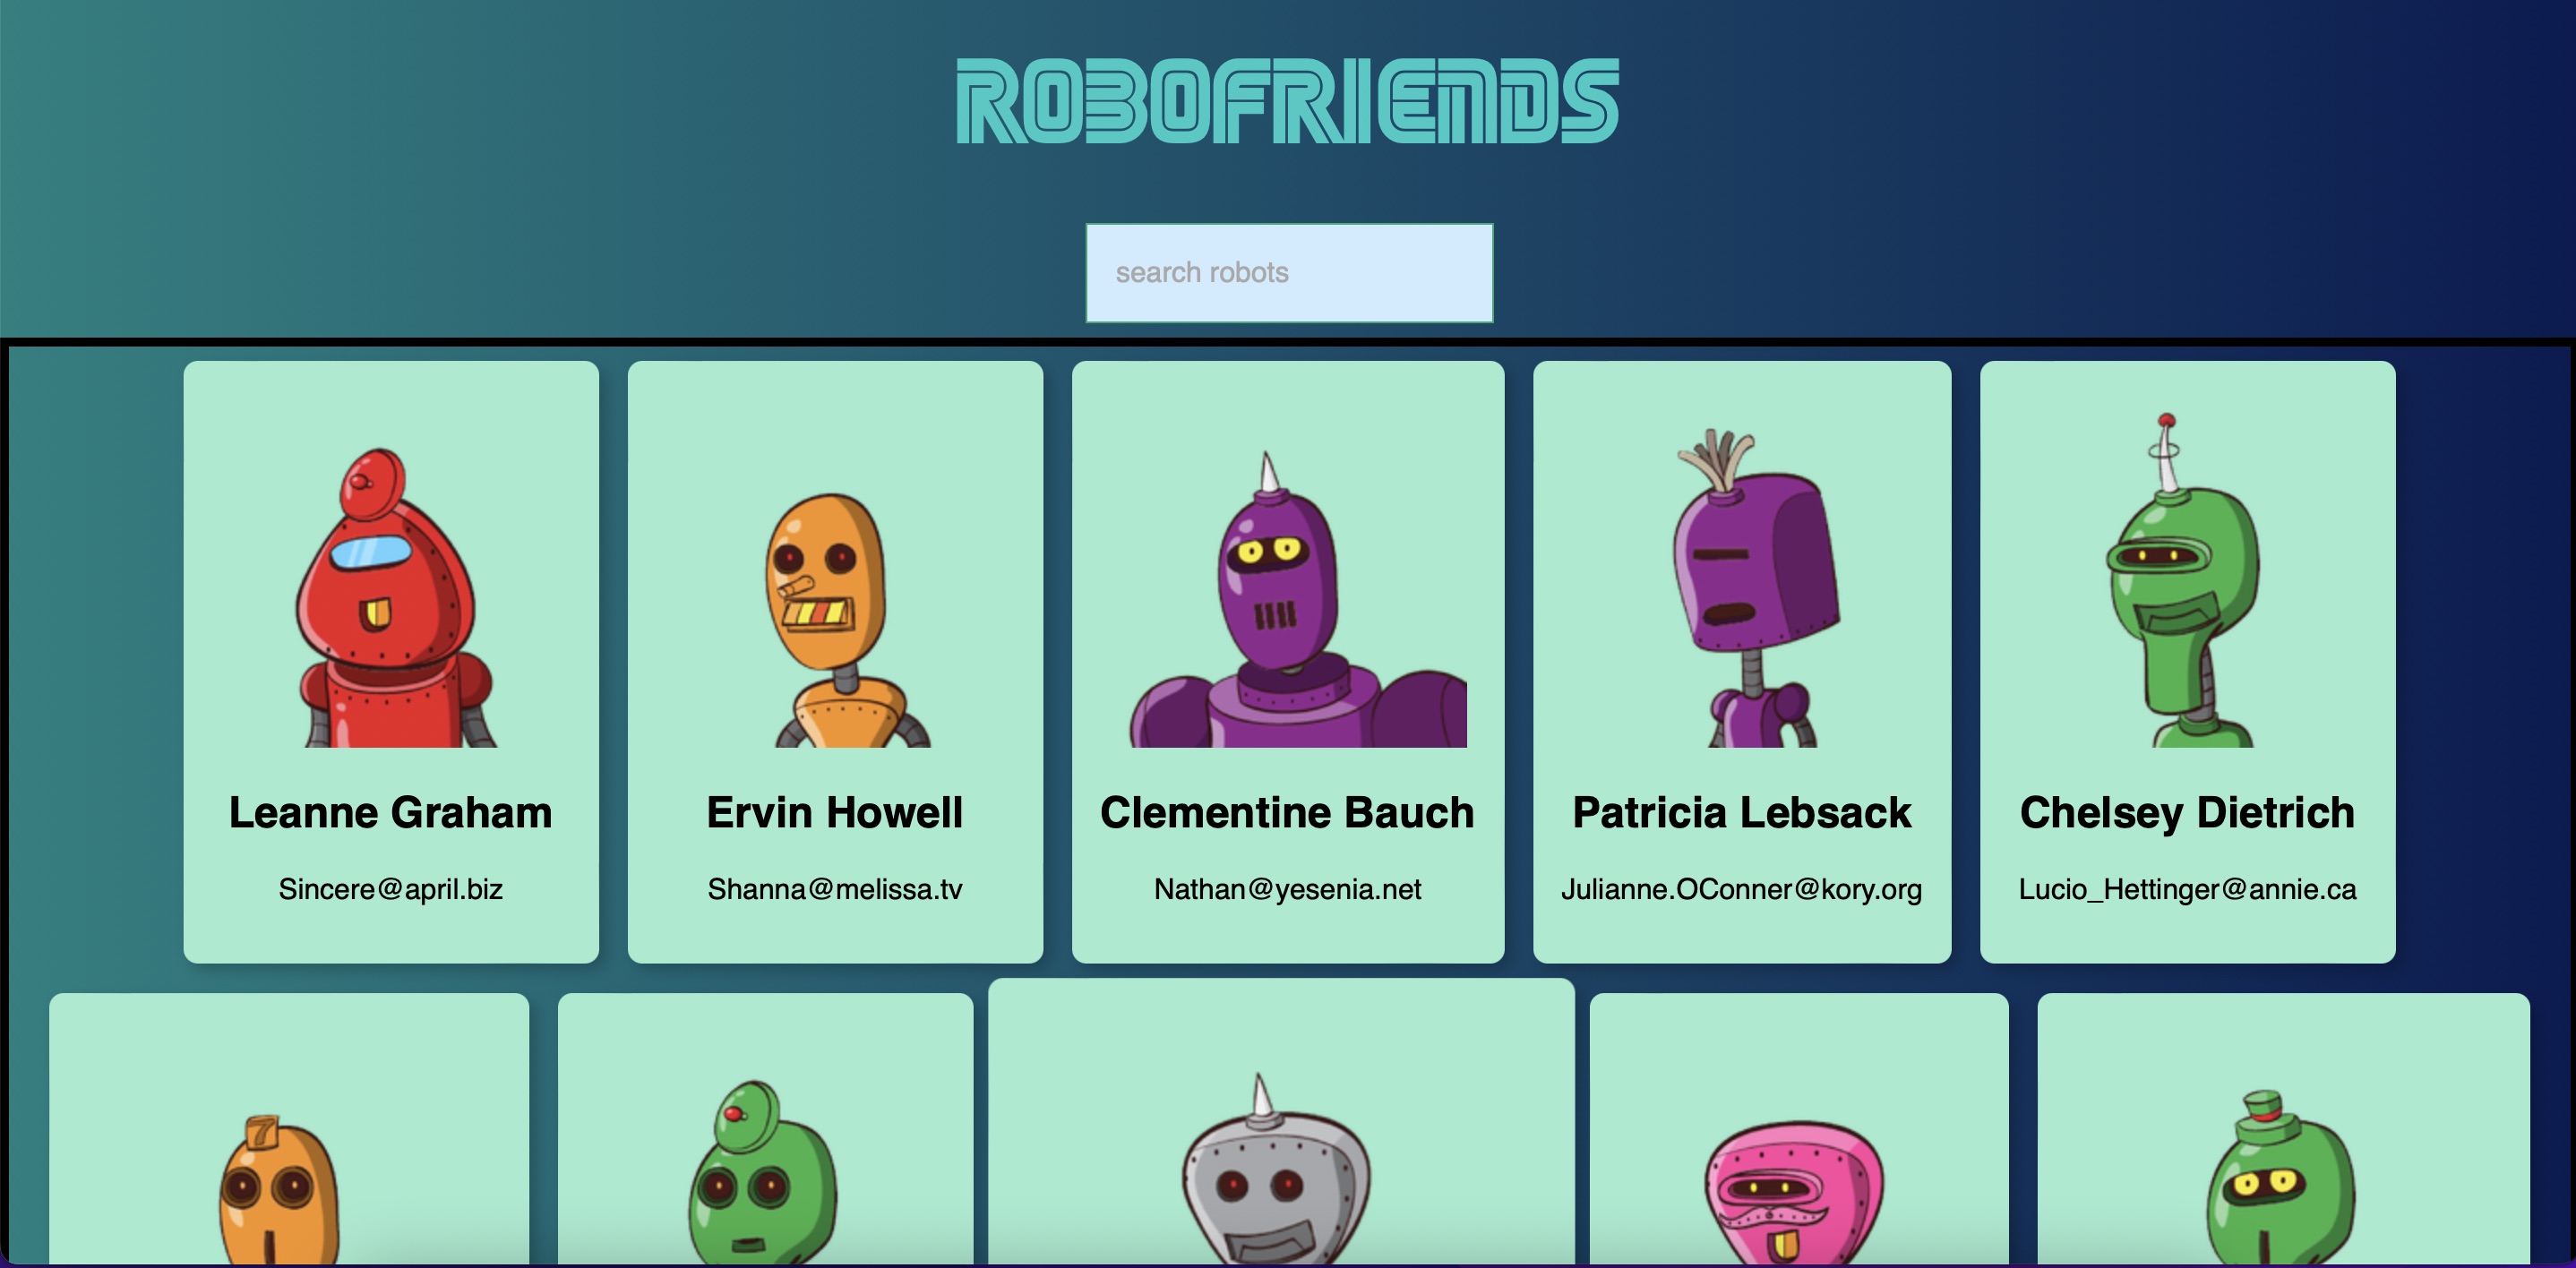 ROBOFRIENDS
search robots
Leanne Graham
Sincere@april.biz
Ervin Howell
Shanna@melissa.tv
Clementine Bauch
Nathan@yesenia.net
Patricia Lebsack
Julianne.OConner@kory.org
Chelsey Dietrich
Lucio_Hettinger@annie.ca
7